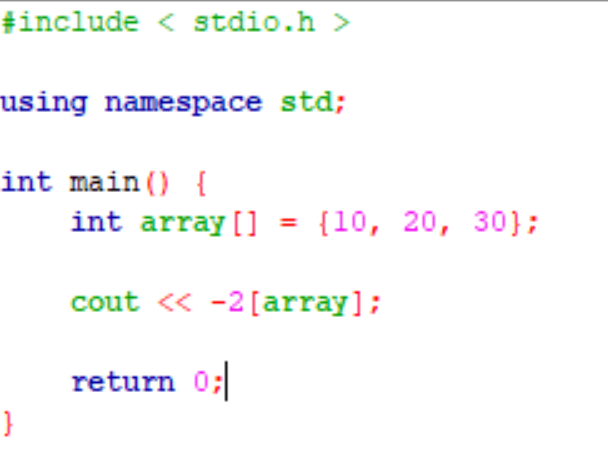 #include < stdio.h >
using namespace std;
int main() {
    int array[] = {10, 20, 30};
    cout << -2[array];
    return 0;
}